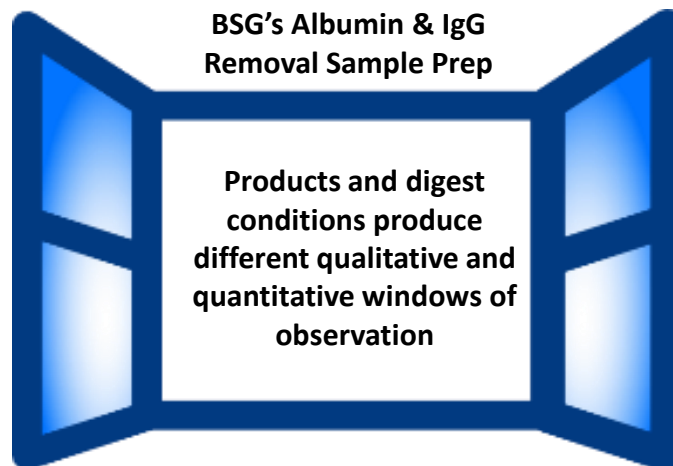 BSG’s Albumin & IgG
Removal Sample Prep
Products and digest
conditions produce
different qualitative and
quantitative windows of
observation